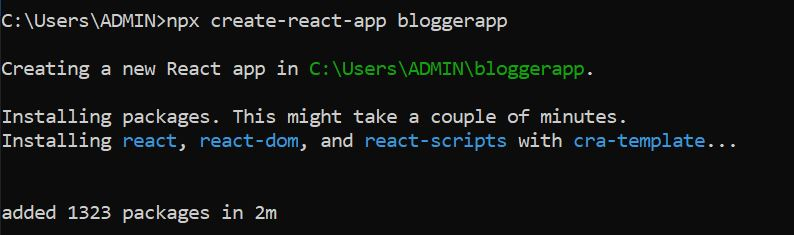 C:\Users\ADMIN>npx create-react-app bloggerapp
Creating a new React app in C:\Users\ADMIN\bloggerapp.
Installing packages. This might take a couple of minutes.
Installing react, react-dom, and react-scripts with cra-template...
added 1323 packages in 2m